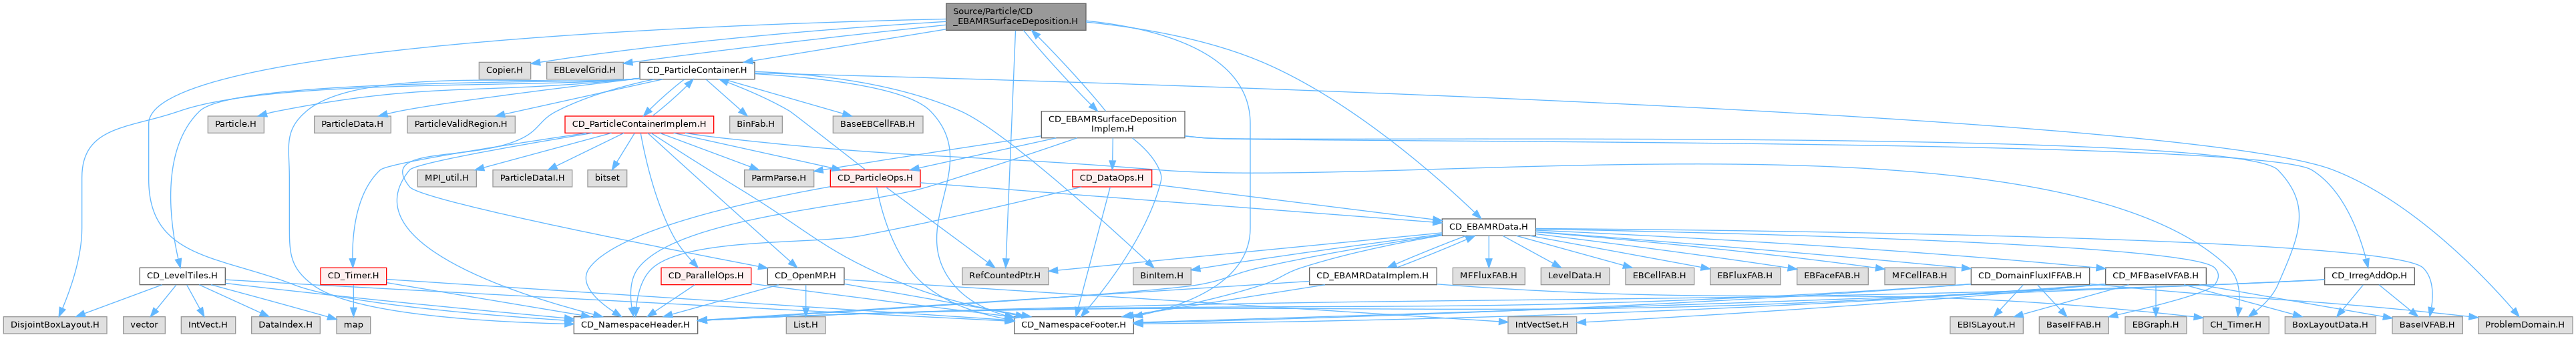 Source/Particle/CD
_EBAMRSurfaceDeposition.H
Copier.H
EBLevelGrid.H
CD_ParticleContainer.H
Particle.H
ParticleData.H
ParticleValidRegion.H
CD_ParticleContainerImplem.H
BinFab.H
BaseEBCellFAB.H
CD_EBAMRSurfaceDeposition
Implem.H
MPI_util.H
ParticleDataI.H
bitset
ParmParse.H
CD_ParticleOps.H
CD_DataOps.H
CD_EBAMRData.H
CD_LevelTiles.H
CD_Timer.H
CD_ParallelOps.H
CD_OpenMP.H
RefCountedPtr.H
BinItem.H
CD_EBAMRDataImplem.H
MFFluxFAB.H
LevelData.H
EBCellFAB.H
EBFluxFAB.H
EBFaceFAB.H
MFCellFAB.H
CD_DomainFluxIFFAB.H
CD_MFBaseIVFAB.H
CD_IrregAddOp.H
DisjointBoxLayout.H
vector
IntVect.H
DataIndex.H
map
CD_NamespaceHeader.H
List.H
CD_NamespaceFooter.H
IntVectSet.H
EBISLayout.H
BaseIFFAB.H
EBGraph.H
CH_Timer.H
BoxLayoutData.H
BaseIVFAB.H
ProblemDomain.H